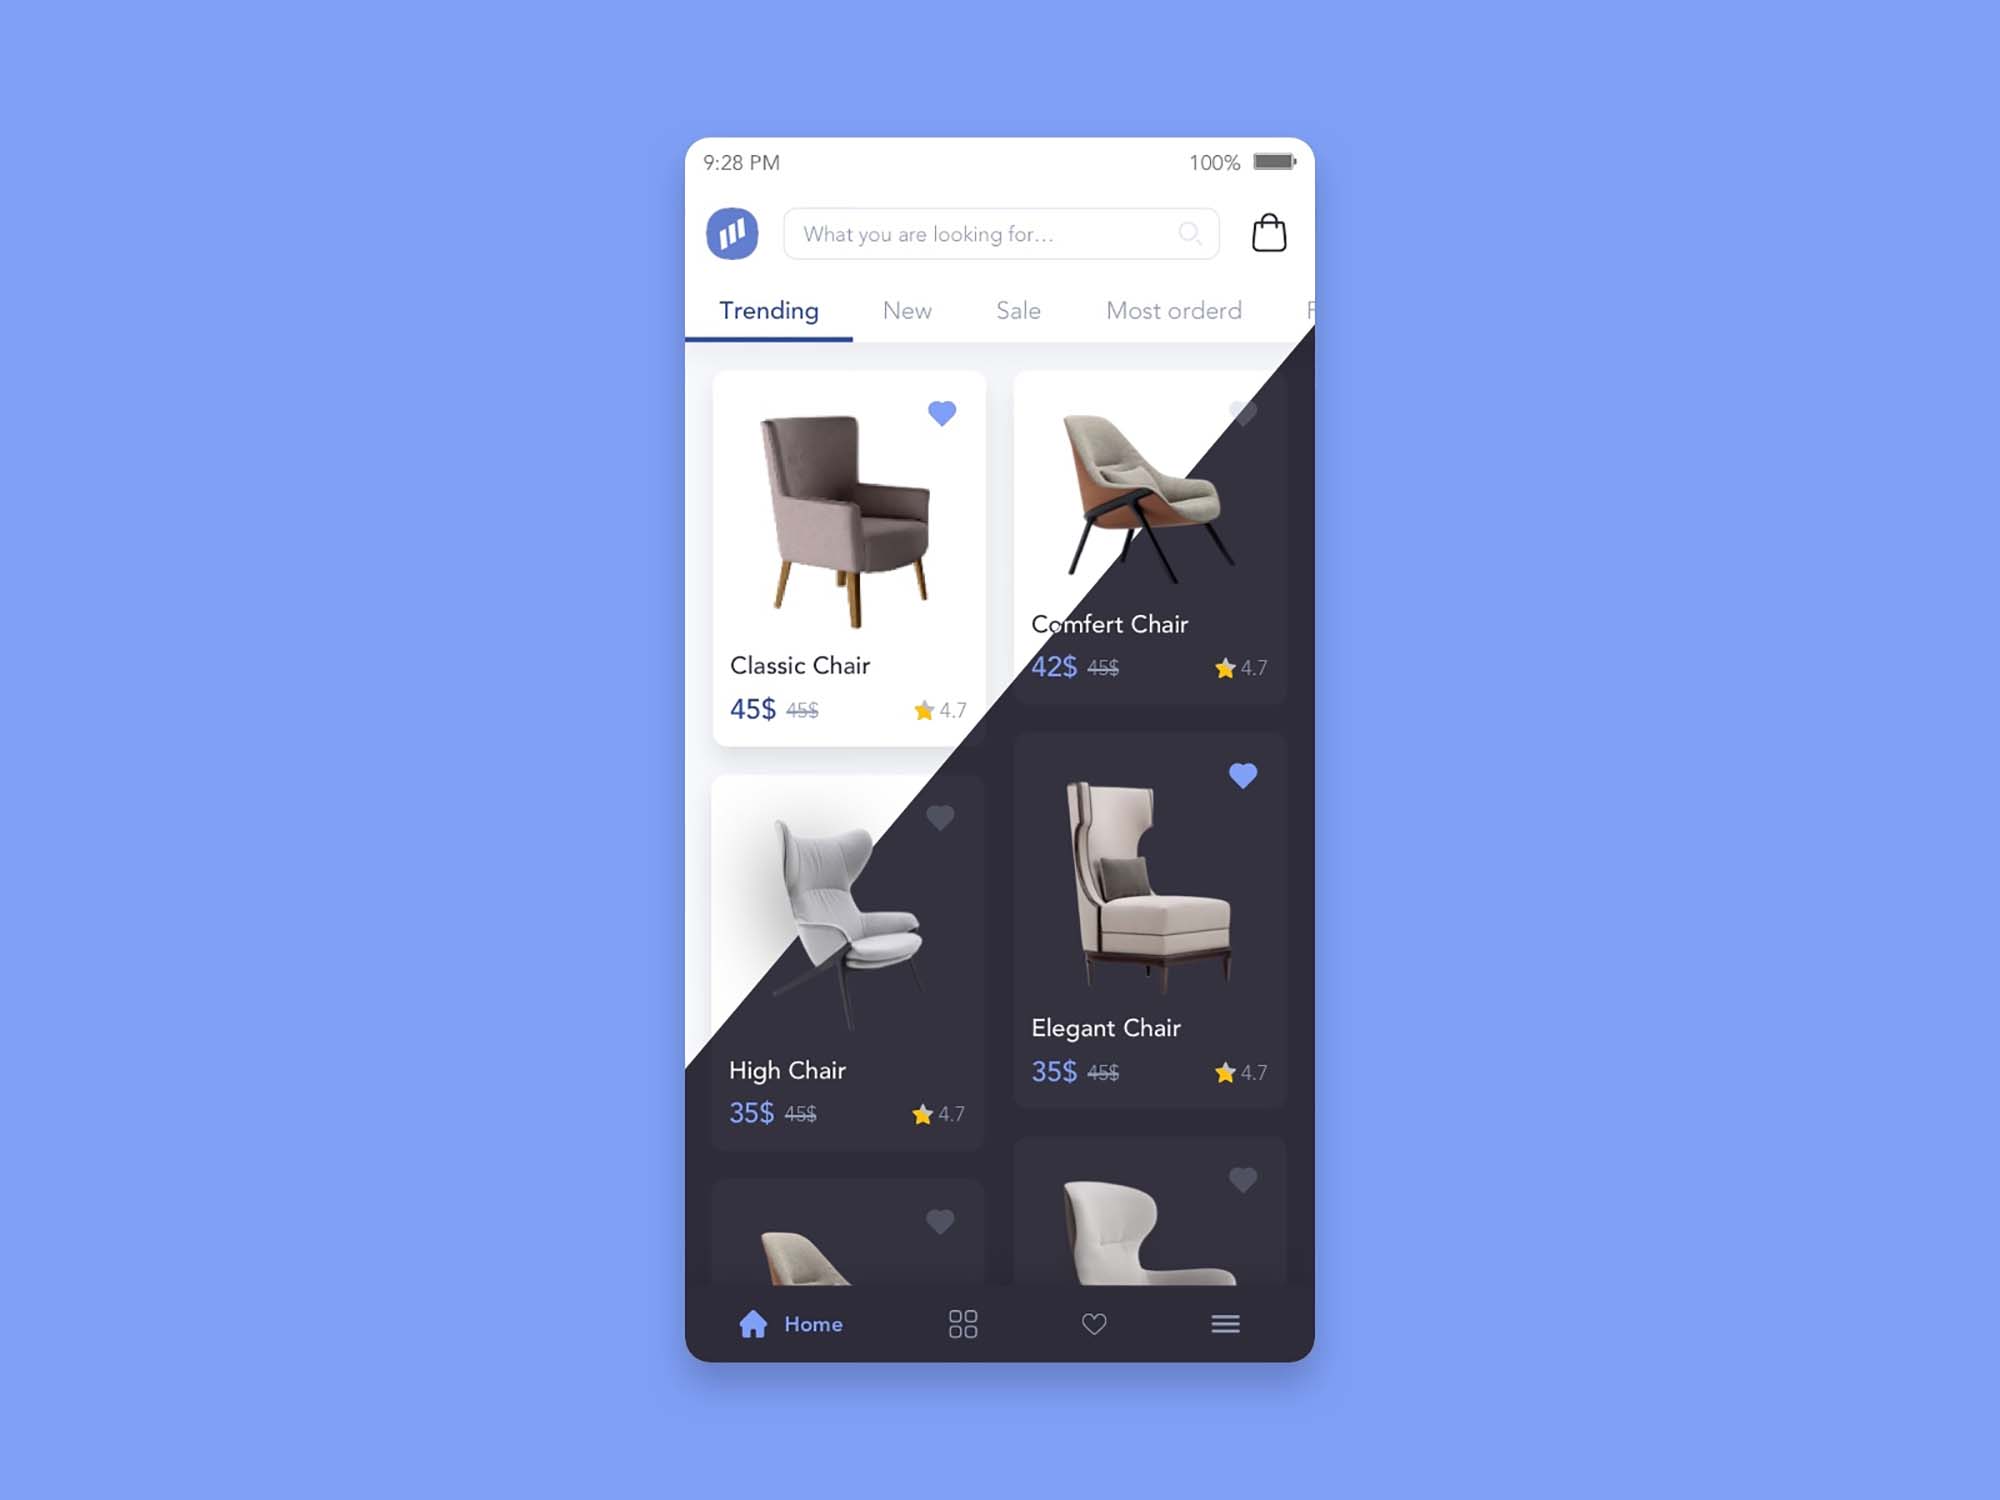 9:28 PM
100%
What you are looking for...
Trending
New
Sale
Most orderd
F
Classic Chair
45$ 45$
4.7
Comfert Chair
42$ 45$
4.7
High Chair
35$ 45$
4.7
Elegant Chair
35$ 45$
4.7
Home